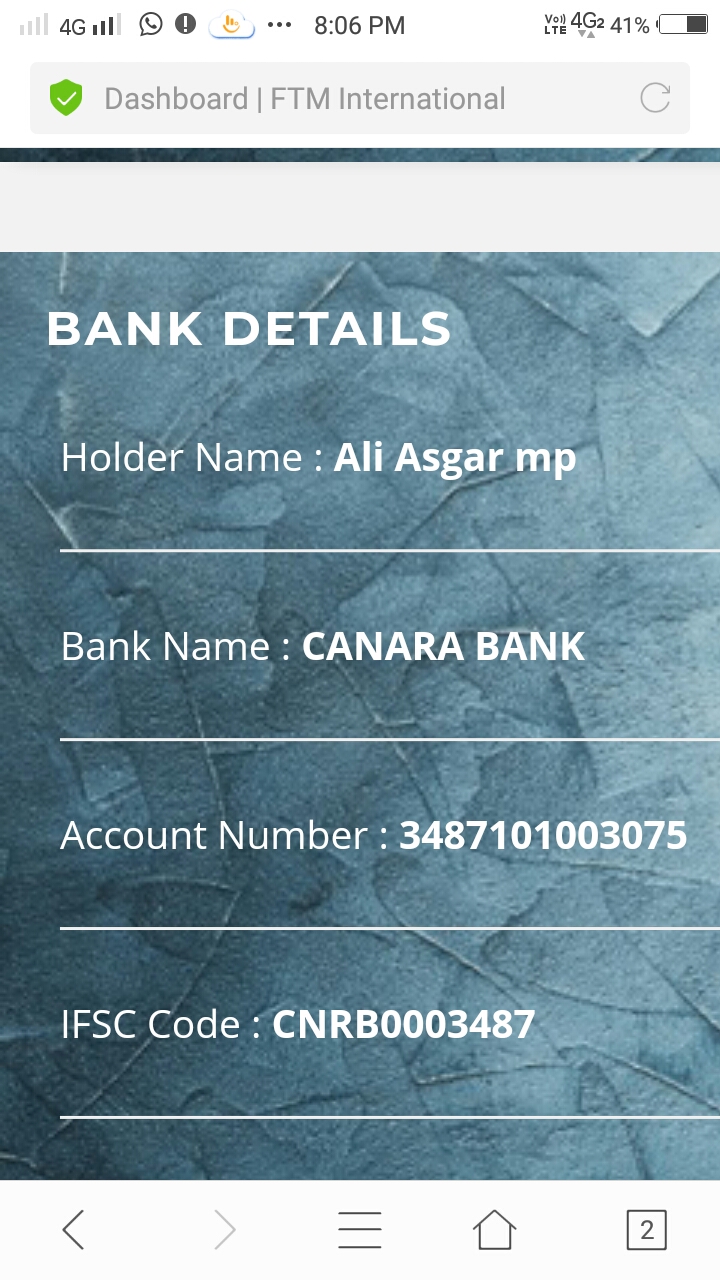 4G 8:06 PM Vo)) LTE 4G2 41%
Dashboard | FTM International
BANK DETAILS
Holder Name : Ali Asgar mp
Bank Name : CANARA BANK
Account Number : 3487101003075
IFSC Code : CNRB0003487
2